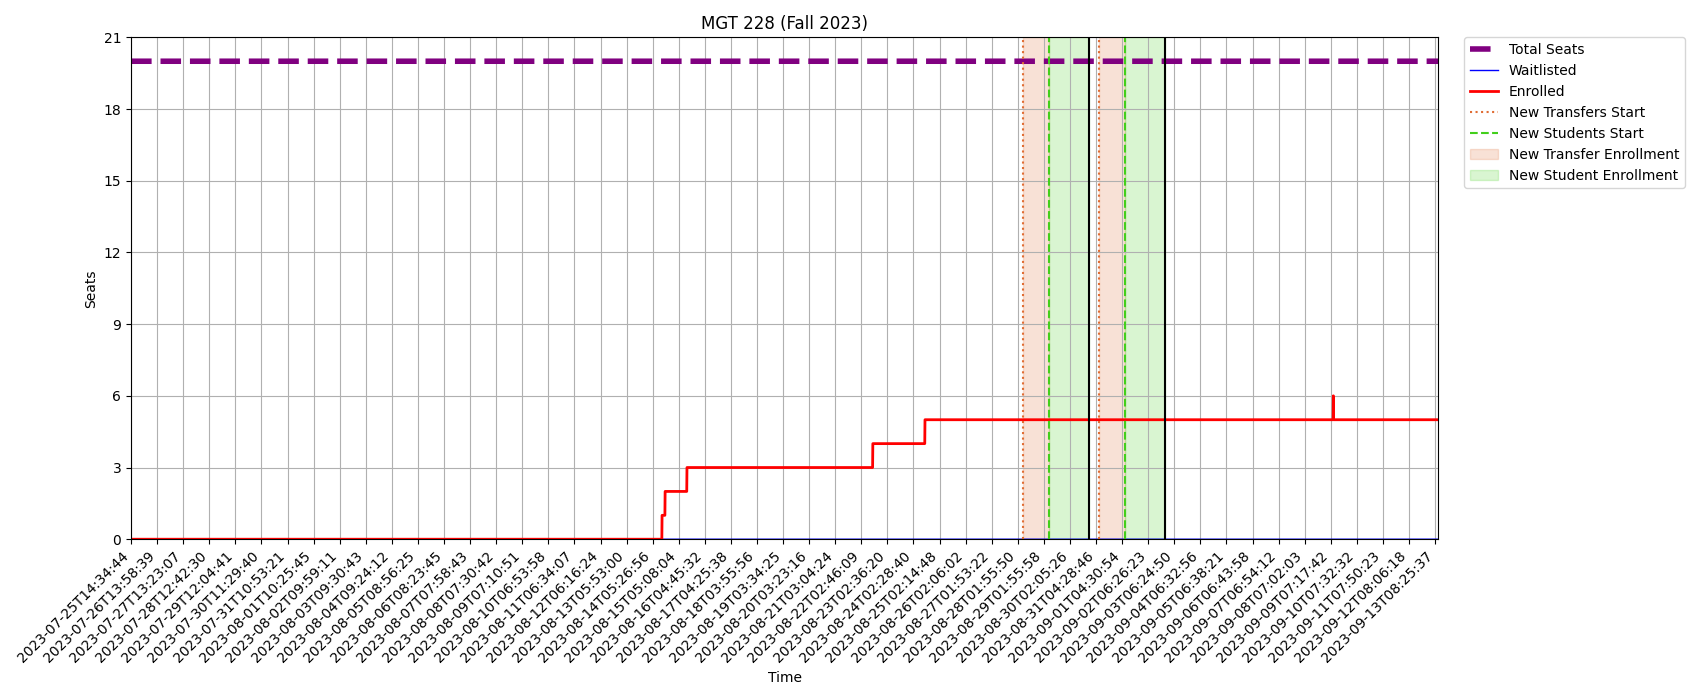 MGT 228 (Fall 2023)
21
18
15
12
9
6
3
0
Seats
2023-07-25T14:34:44
2023-07-26T13:58:39
2023-07-27T13:23:07
2023-07-28T12:42:30
2023-07-29T12:04:41
2023-07-30T11:29:40
2023-07-31T10:53:21
2023-08-01T10:25:45
2023-08-02T09:59:11
2023-08-03T09:30:43
2023-08-04T09:24:12
2023-08-05T08:56:25
2023-08-06T08:23:45
2023-08-07T07:58:43
2023-08-08T07:30:42
2023-08-09T07:10:51
2023-08-10T06:53:58
2023-08-11T06:34:07
2023-08-12T06:16:24
2023-08-13T05:53:00
2023-08-14T05:26:56
2023-08-15T05:08:04
2023-08-16T04:45:32
2023-08-17T04:25:38
2023-08-18T03:55:56
2023-08-19T03:34:25
2023-08-20T03:23:16
2023-08-21T03:04:24
2023-08-22T02:46:09
2023-08-23T02:36:20
2023-08-24T02:28:40
2023-08-25T02:14:48
2023-08-26T02:06:02
2023-08-27T01:53:22
2023-08-28T01:55:50
2023-08-29T01:55:58
2023-08-30T02:05:26
2023-08-31T04:28:46
2023-09-01T04:30:54
2023-09-02T06:26:23
2023-09-03T06:24:50
2023-09-04T06:32:56
2023-09-05T06:38:21
2023-09-06T06:43:58
2023-09-07T06:54:12
2023-09-08T07:02:03
2023-09-09T07:17:42
2023-09-10T07:32:32
2023-09-11T07:50:23
2023-09-12T08:06:18
2023-09-13T08:25:37
Time
Total Seats
Waitlisted
Enrolled
New Transfers Start
New Students Start
New Transfer Enrollment
New Student Enrollment